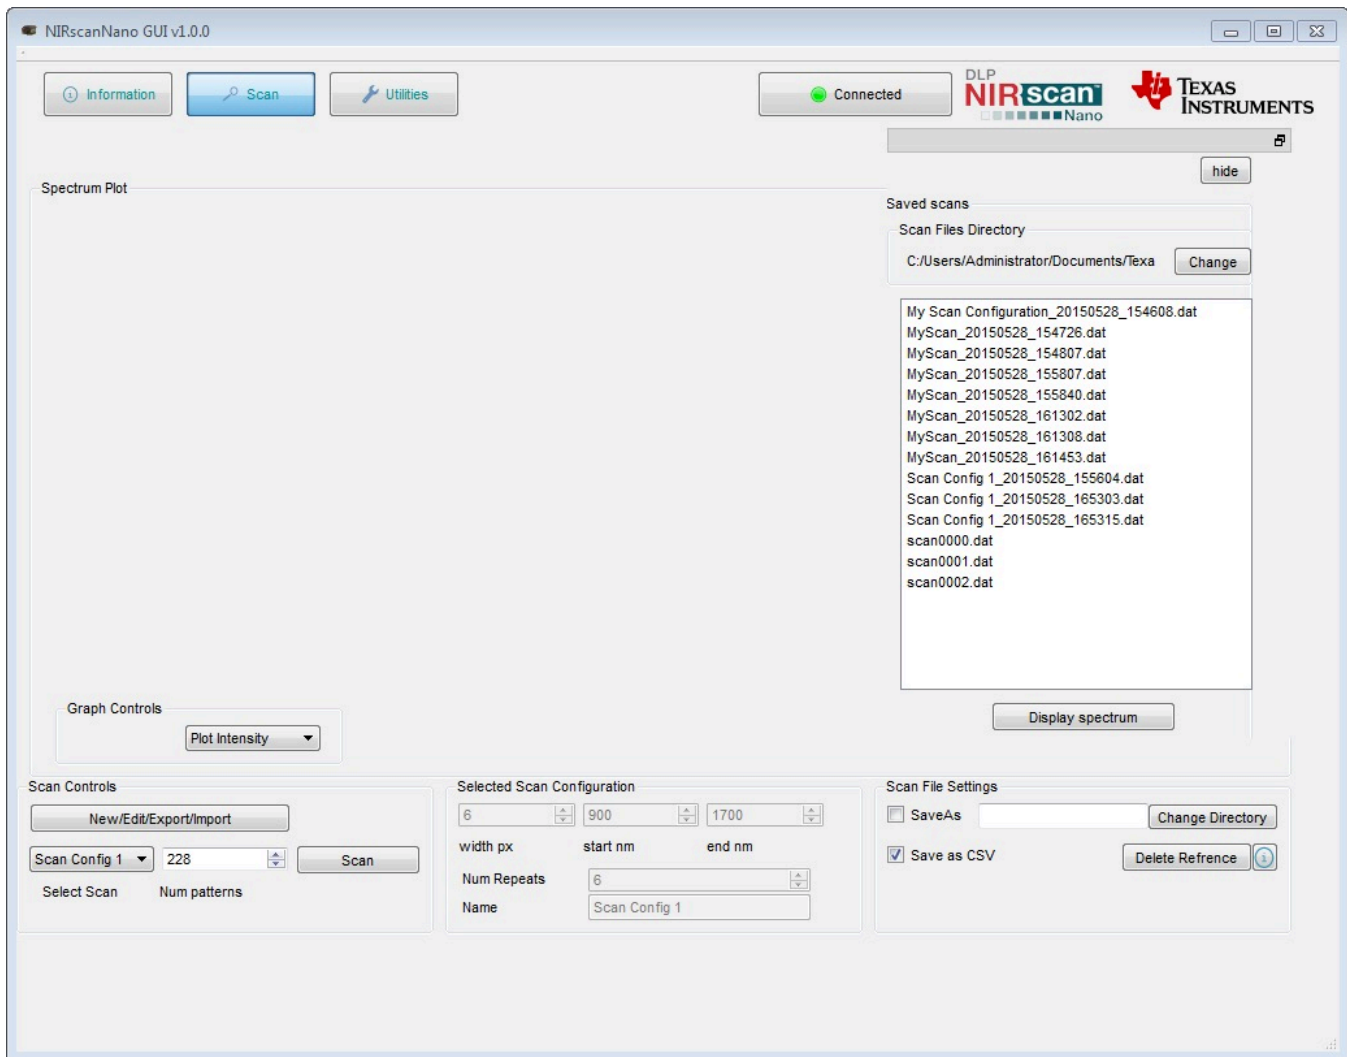 NIRscanNano GUI v1.0.0
Information
Scan
Utilities
Connected
DLP
NIRscan
Nano
TEXAS
INSTRUMENTS
hide
Spectrum Plot
Saved scans
Scan Files Directory
C:/Users/Administrator/Documents/Texa
Change
My Scan Configuration_20150528_154608.dat
MyScan_20150528_154726.dat
MyScan_20150528_154807.dat
MyScan_20150528_155807.dat
MyScan_20150528_155840.dat
MyScan_20150528_161302.dat
MyScan_20150528_161308.dat
MyScan_20150528_161453.dat
Scan Config 1_20150528_155604.dat
Scan Config 1_20150528_165303.dat
Scan Config 1_20150528_165315.dat
scan0000.dat
scan0001.dat
scan0002.dat
Display spectrum
Graph Controls
Plot Intensity
Scan Controls
New/Edit/Export/Import
Scan Config 1
228
Scan
Select Scan
Num patterns
Selected Scan Configuration
6
900
1700
width px
start nm
end nm
Num Repeats
6
Name
Scan Config 1
Scan File Settings
SaveAs
Change Directory
Save as CSV
Delete Refrence